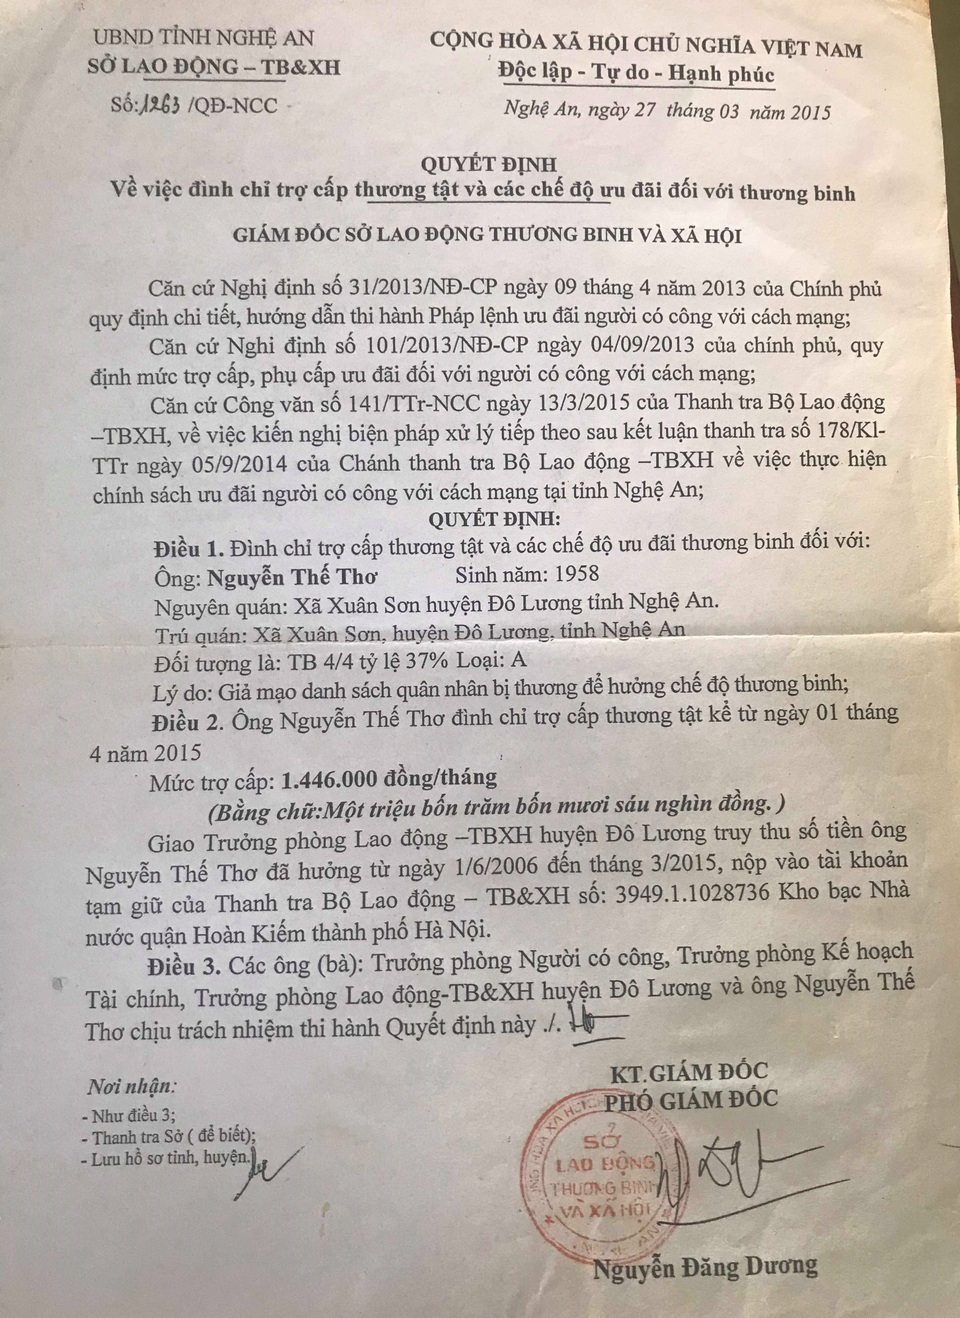 UBND TỈNH NGHỆ AN
SỞ LAO ĐỘNG – TB&XH
Số: 1263 /QĐ-NCC
CỘNG HÒA XÃ HỘI CHỦ NGHĨA VIỆT NAM
Độc lập - Tự do - Hạnh phúc
Nghệ An, ngày 27 tháng 03 năm 2015
QUYẾT ĐỊNH
Về việc đình chỉ trợ cấp thương tật và các chế độ ưu đãi đối với thương binh
GIÁM ĐỐC SỞ LAO ĐỘNG THƯƠNG BINH VÀ XÃ HỘI
Căn cứ Nghị định số 31/2013/NĐ-CP ngày 09 tháng 4 năm 2013 của Chính phủ
quy định chi tiết, hướng dẫn thi hành Pháp lệnh ưu đãi người có công với cách mạng;
Căn cứ Nghi định số 101/2013/NĐ-CP ngày 04/09/2013 của chính phủ, quy
định mức trợ cấp, phụ cấp ưu đãi đối với người có công với cách mạng;
Căn cứ Công văn số 141/TTr-NCC ngày 13/3/2015 của Thanh tra Bộ Lao động
–TBXH, về việc kiến nghị biện pháp xử lý tiếp theo sau kết luận thanh tra số 178/Kl-
TTr ngày 05/9/2014 của Chánh thanh tra Bộ Lao động –TBXH về việc thực hiện
chính sách ưu đãi người có công với cách mạng tại tỉnh Nghệ An;
QUYẾT ĐỊNH:
Điều 1. Đình chỉ trợ cấp thương tật và các chế độ ưu đãi thương binh đối với:
Ông: Nguyễn Thế Thơ Sinh năm: 1958
Nguyên quán: Xã Xuân Sơn huyện Đô Lương tỉnh Nghệ An.
Trú quán: Xã Xuân Sơn, huyện Đô Lương, tỉnh Nghệ An
Đối tượng là: TB 4/4 tỷ lệ 37% Loại: A
Lý do: Giả mạo danh sách quân nhân bị thương để hưởng chế độ thương binh;
Điều 2. Ông Nguyễn Thế Thơ đình chỉ trợ cấp thương tật kể từ ngày 01 tháng
4 năm 2015
Mức trợ cấp: 1.446.000 đồng/tháng
(Bằng chữ:Một triệu bốn trăm bốn mươi sáu nghìn đồng. )
Giao Trưởng phòng Lao động –TBXH huyện Đô Lương truy thu số tiền ông
Nguyễn Thế Thơ đã hưởng từ ngày 1/6/2006 đến tháng 3/2015, nộp vào tài khoản
tạm giữ của Thanh tra Bộ Lao động – TB&XH số: 3949.1.1028736 Kho bạc Nhà
nước quận Hoàn Kiếm thành phố Hà Nội.
Điều 3. Các ông (bà): Trưởng phòng Người có công, Trưởng phòng Kế hoạch
Tài chính, Trưởng phòng Lao động-TB&XH huyện Đô Lương và ông Nguyễn Thế
Thơ chịu trách nhiệm thi hành Quyết định này ./.
Nơi nhận:
- Như điều 3;
- Thanh tra Sở ( để biết);
- Lưu hồ sơ tỉnh, huyện.
KT.GIÁM ĐỐC
PHÓ GIÁM ĐỐC
SỞ
LAO ĐỘNG
THƯƠNG BINH
VÀ XÃ HỘI
Nguyễn Đăng Dương